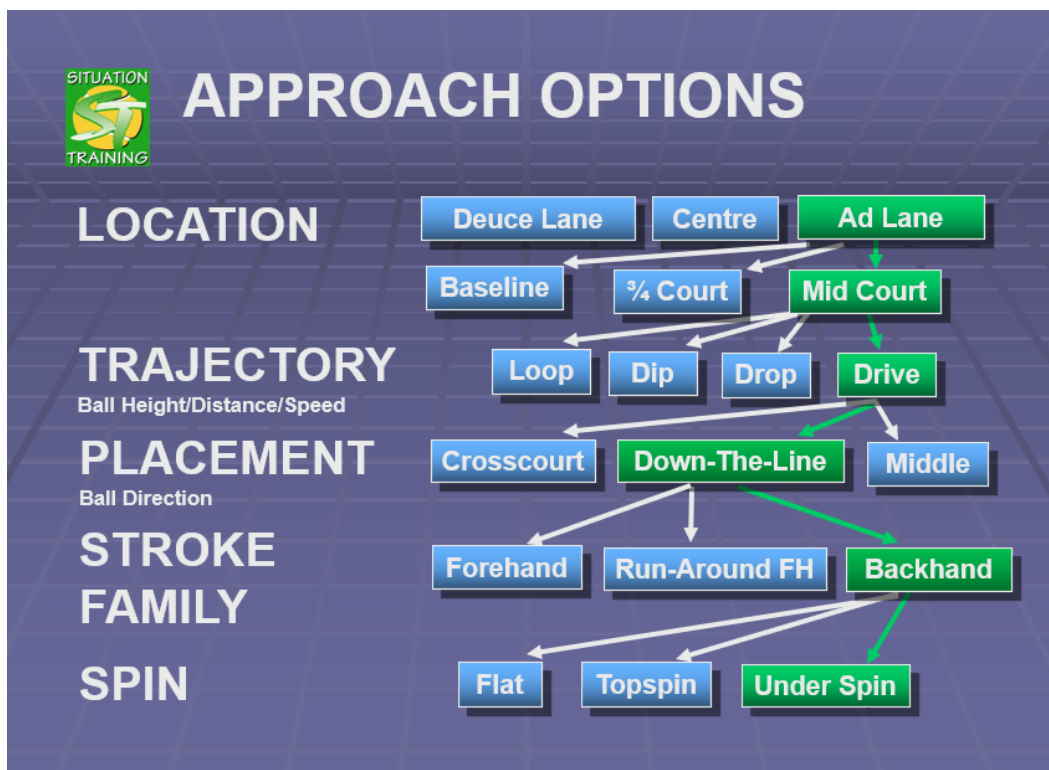 SITUATION
ST
TRAINING
APPROACH OPTIONS
LOCATION
Deuce Lane
Centre
Ad Lane
Baseline
¾ Court
Mid Court
TRAJECTORY
Ball Height/Distance/Speed
Loop
Dip
Drop
Drive
PLACEMENT
Ball Direction
Crosscourt
Down-The-Line
Middle
STROKE
FAMILY
Forehand
Run-Around FH
Backhand
SPIN
Flat
Topspin
Under Spin